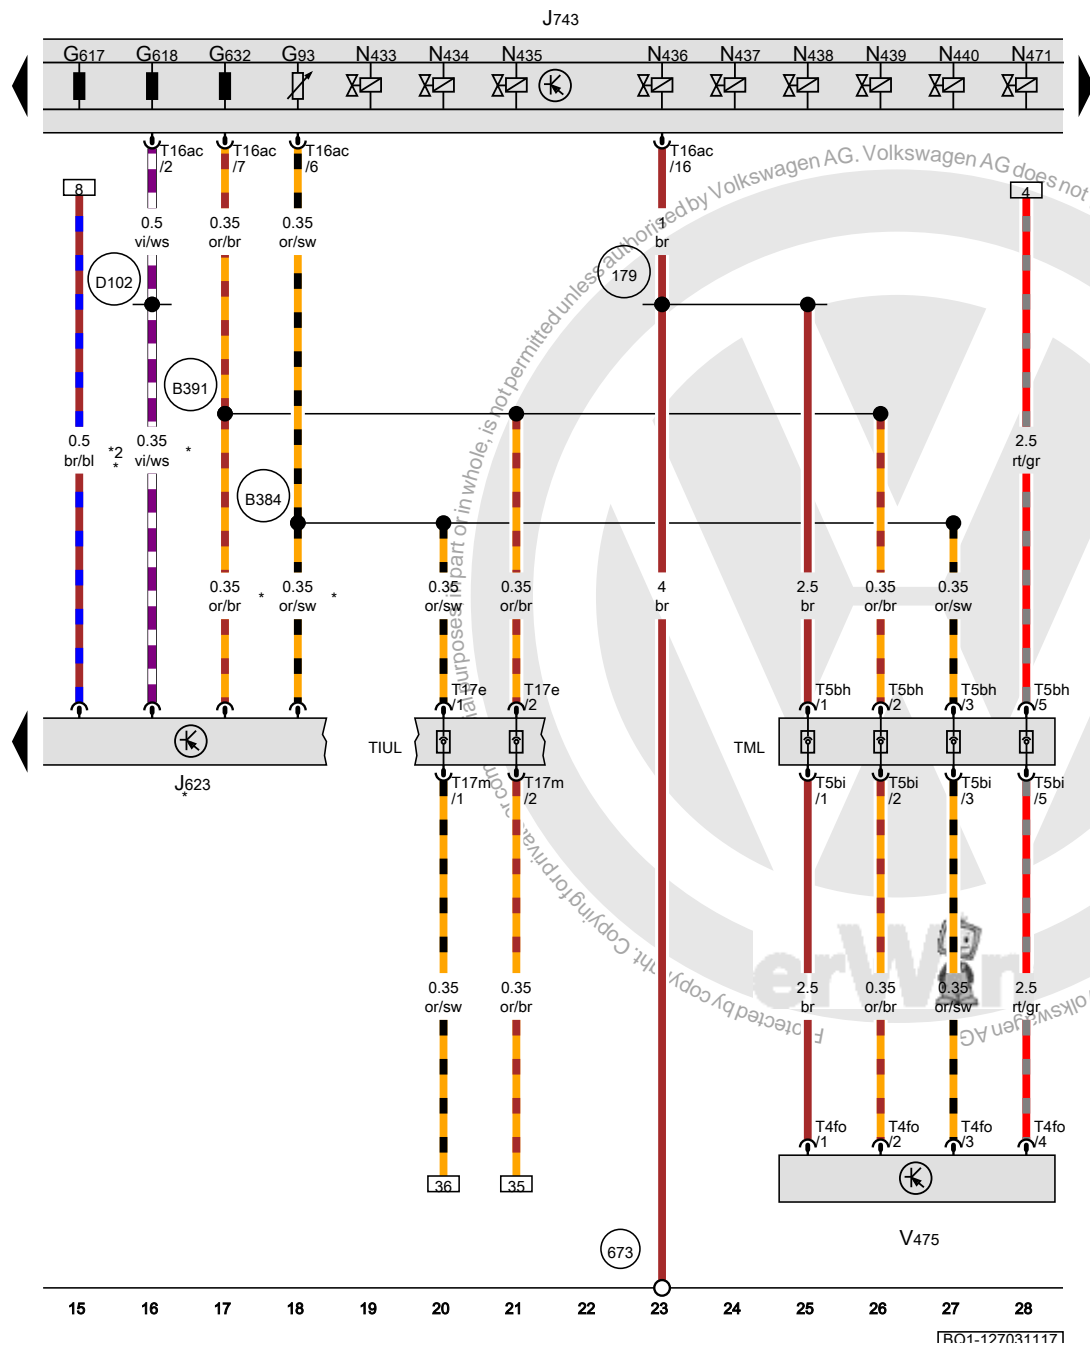 J743
G617 G618 G632 G93 N433 N434 N435 N436 N437 N438 N439 N440 N471
T16ac /2
T16ac /7
T16ac /6
T16ac /16
8
4
0.5 vi/ws
0.35 or/br
0.35 or/sw
1 br
D102
179
B391
0.5 br/bl
*2 *
0.35 vi/ws
*
2.5 rt/gr
B384
0.35 or/br
*
0.35 or/sw
*
0.35 or/sw
0.35 or/br
4 br
2.5 br
0.35 or/br
0.35 or/sw
T17e /1
T17e /2
T5bh /1
T5bh /2
T5bh /3
T5bh /5
TIUL
TML
J623
*
T17m /1
T17m /2
T5bi /1
T5bi /2
T5bi /3
T5bi /5
0.35 or/sw
0.35 or/br
2.5 br
0.35 or/br
0.35 or/sw
2.5 rt/gr
T4fo /1
T4fo /2
T4fo /3
T4fo /4
36
35
V475
673
15 16 17 18 19 20 21 22 23 24 25 26 27 28
BQ1-127031117
erWin
Protected by copyright. Copying for private or com
ial purposes, in part or in whole, is not permitted unless authorised by Volkswagen AG. Volkswagen AG does not
olkswagen AG